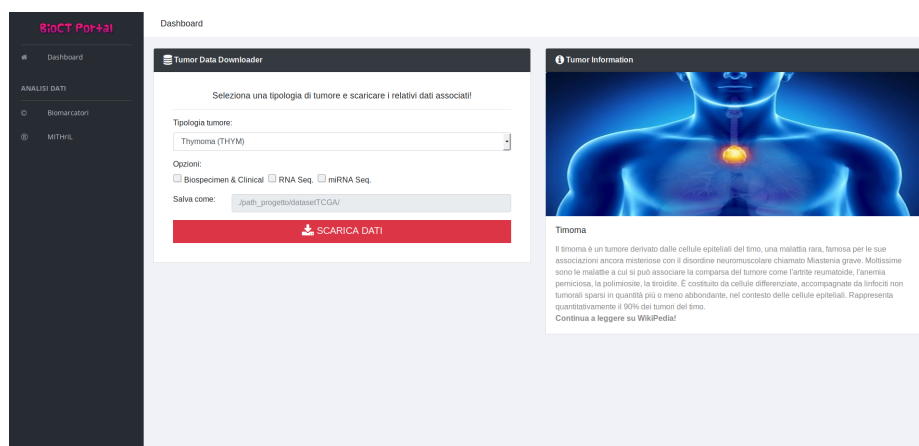 BioCT Portal
Dashboard
Dashboard
ANALISI DATI
Biomarcatori
MITHrIL
Tumor Data Downloader
Seleziona una tipologia di tumore e scaricare i relativi dati associati!
Tipologia tumore:
Thymoma (THYM)
Opzioni:
Biospecimen & Clinical RNA Seq. miRNA Seq.
Salva come: ./path_progetto/datasetTCGA/
SCARICA DATI
Tumor Information
Timoma
Il timoma è un tumore derivato dalle cellule epiteliali del timo, una malattia rara, famosa per le sue
associazioni ancora misteriose con il disordine neuromuscolare chiamato Miastenia grave. Moltissime
sono le malattie a cui si può associare la comparsa del tumore come l'artrite reumatoide, l'anemia
perniciosa, la polimiosite, la tiroidite. È costituito da cellule differenziate, accompagnate da linfociti non
tumorali sparsi in quantità più o meno abbondante, nel contesto delle cellule epiteliali. Rappresenta
quantitativamente il 90% dei tumori del timo.
Continua a leggere su WikiPedia!